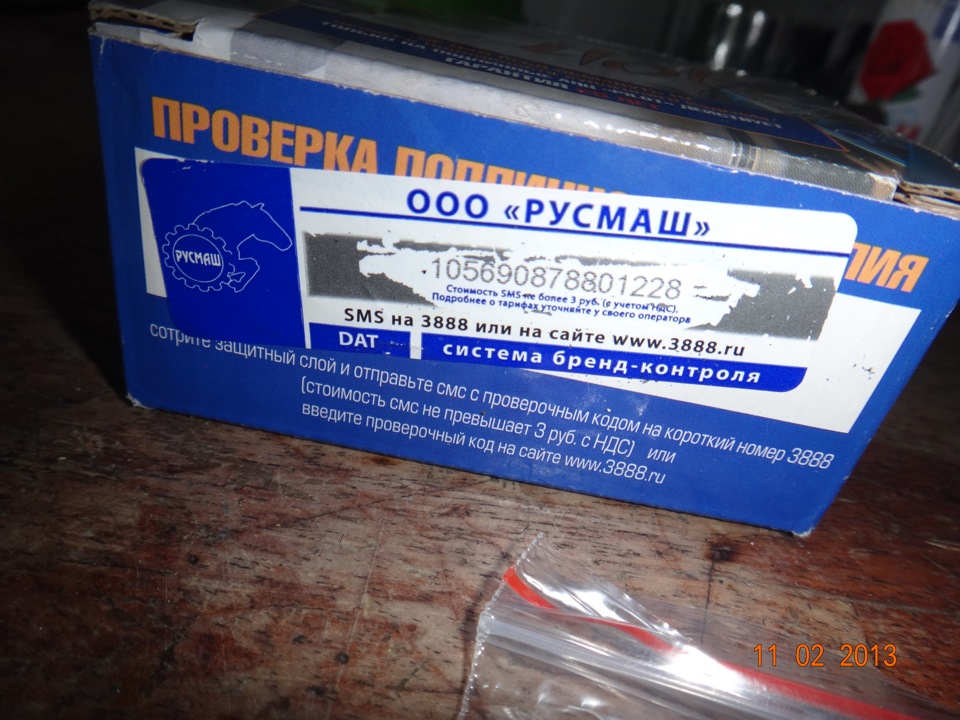 ГАРАНТИЯ
ПРОВЕРКА
ЛИЯ
ООО «РУСМАШ»
РУСМАШ
105690878801228
Стоимость SMS не более 3 руб. (с учетом НДС).
Подробнее о тарифах уточняйте у своего оператора
SMS на 3888 или на сайте www.3888.ru
DAT
система бренд-контроля
сотрите защитный слой и отправьте смс с проверочным кодом на короткий номер 3888
(стоимость смс не превышает 3 руб. с НДС) или
введите проверочный код на сайте www.3888.ru
11 02 2013